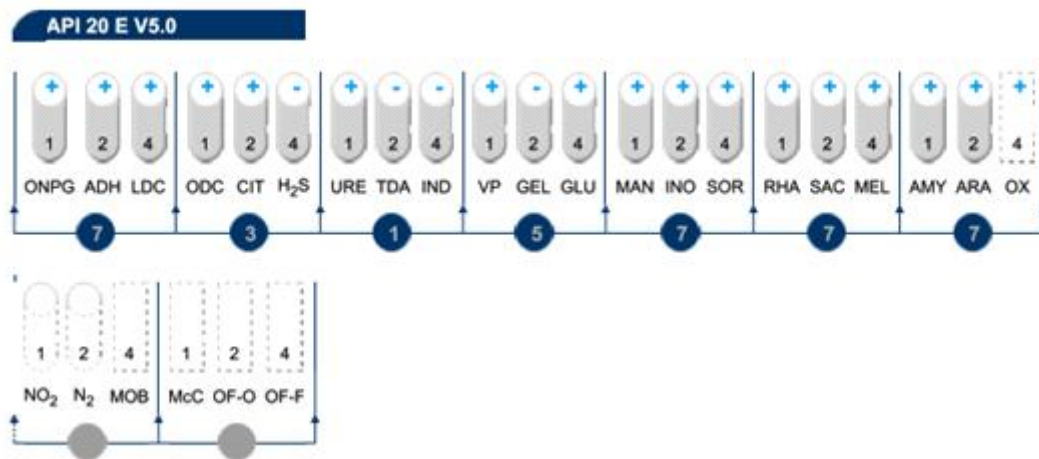 API 20 E V5.0
+ + + + + - + - - + - + + + + + + + + + +
1 2 4 1 2 4 1 2 4 1 2 4 1 2 4 1 2 4 1 2 4
ONPG ADH LDC ODC CIT H₂S URE TDA IND VP GEL GLU MAN INO SOR RHA SAC MEL AMY ARA OX
7 3 1 5 7 7 7
1 2 4 1 2 4
NO₂ N₂ MOB McC OF-O OF-F